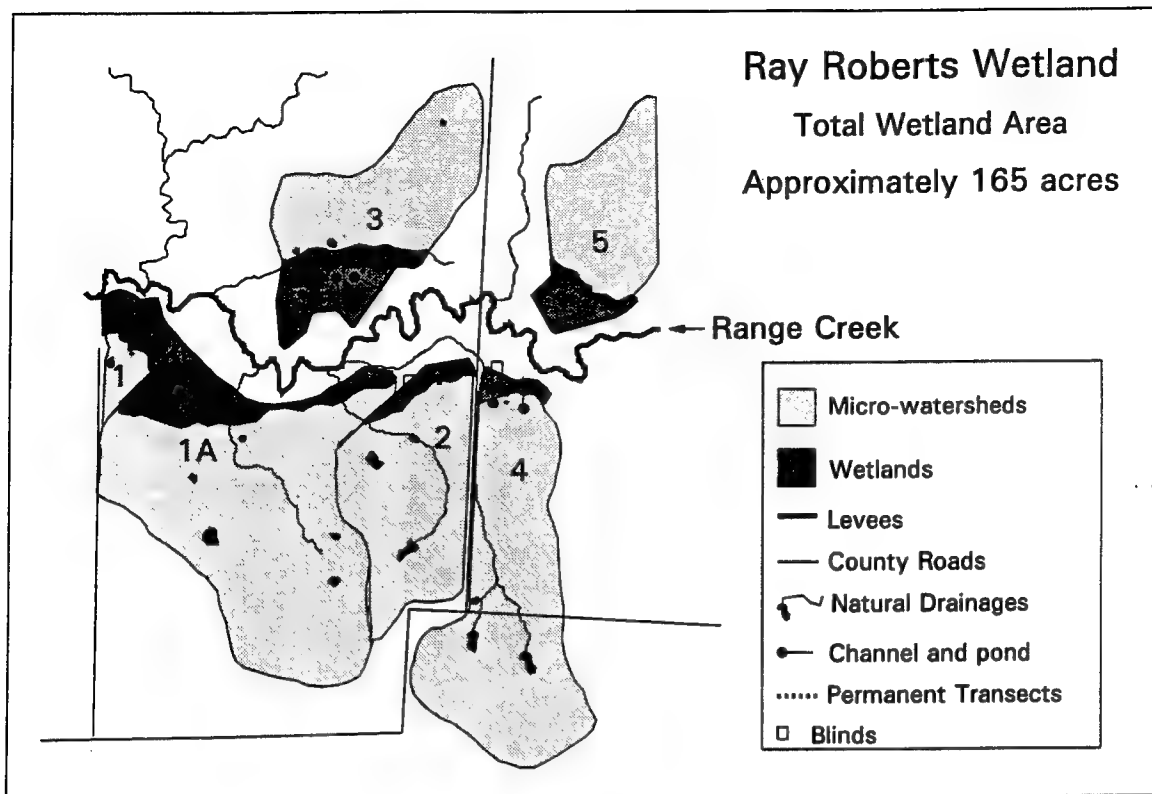 Ray Roberts Wetland
Total Wetland Area
Approximately 165 acres
3
5
Range Creek
1
1A
2
4
Micro-watersheds
Wetlands
Levees
County Roads
Natural Drainages
Channel and pond
Permanent Transects
Blinds